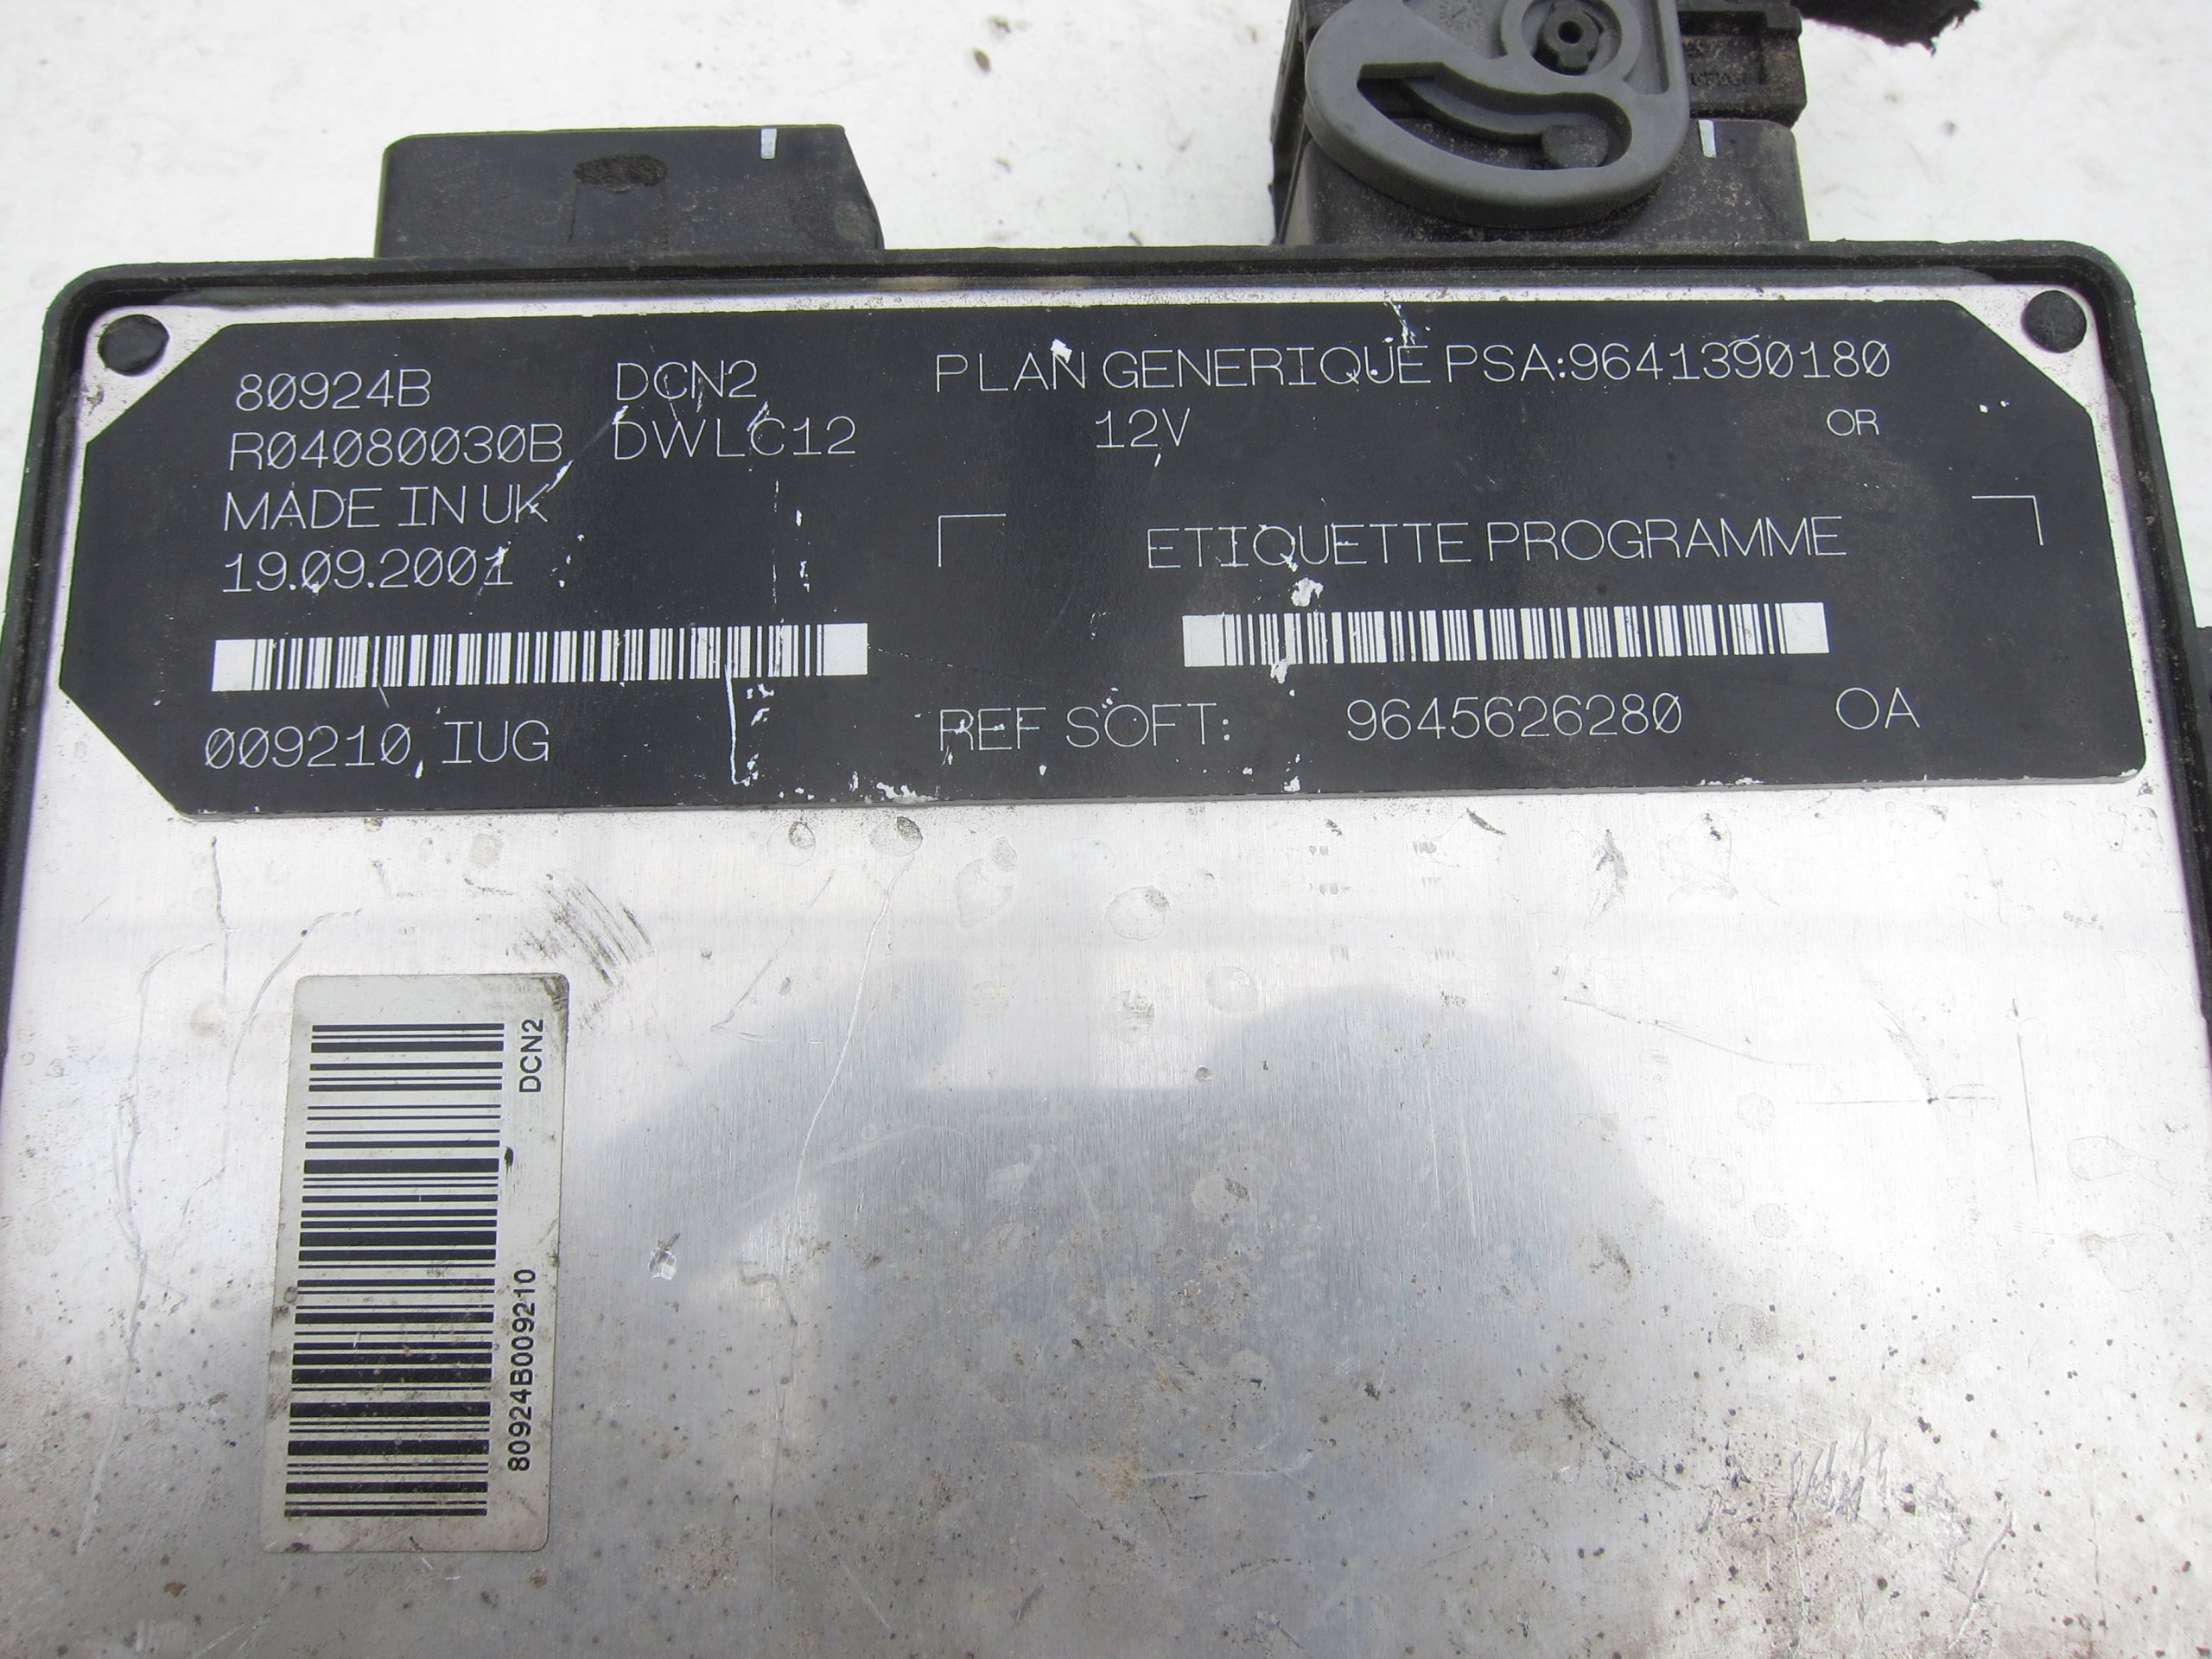 80924B DCN2 PLAN GENERIQUE PSA:9641390180
R04080030B DWLC12 12V OR
MADE IN UK
19.09.2001 ETIQUETTE PROGRAMME
009210 IUG REF SOFT: 9645626280 OA
DCN2
80924B009210